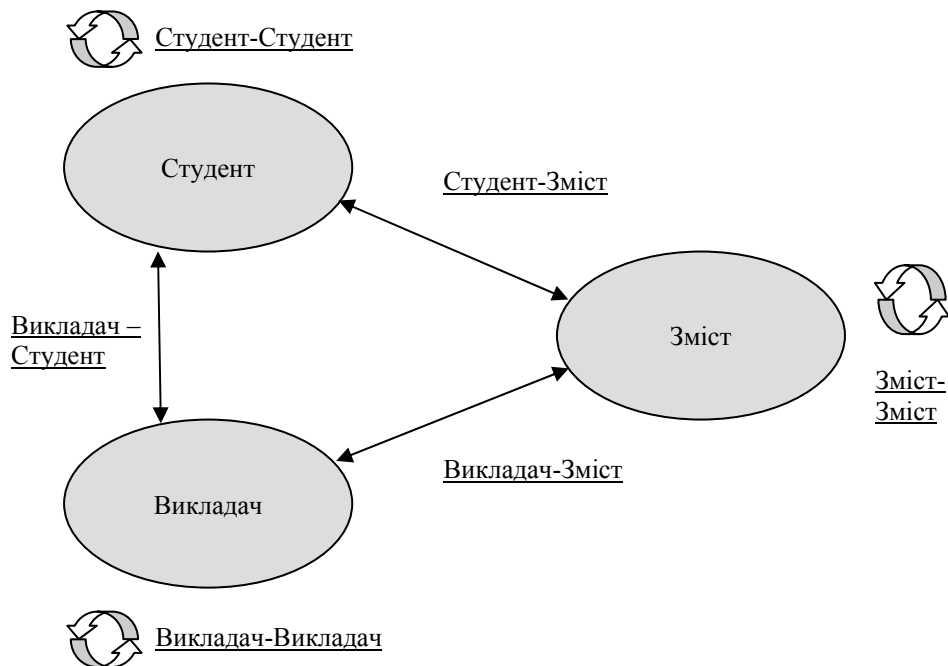 Студент-Студент
Студент
Студент-Зміст
Викладач –
Студент
Зміст
Зміст-
Зміст
Викладач-Зміст
Викладач
Викладач-Викладач